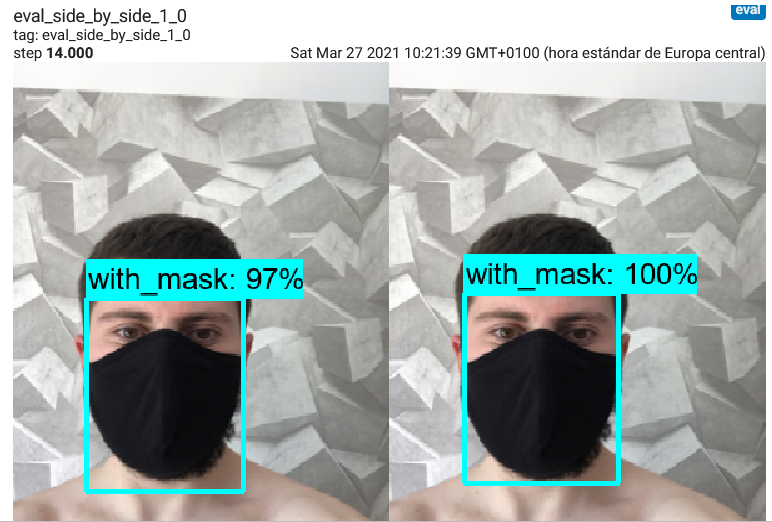 eval_side_by_side_1_0
eval
tag: eval_side_by_side_1_0
step 14.000
Sat Mar 27 2021 10:21:39 GMT+0100 (hora estándar de Europa central)
with_mask: 97%
with_mask: 100%